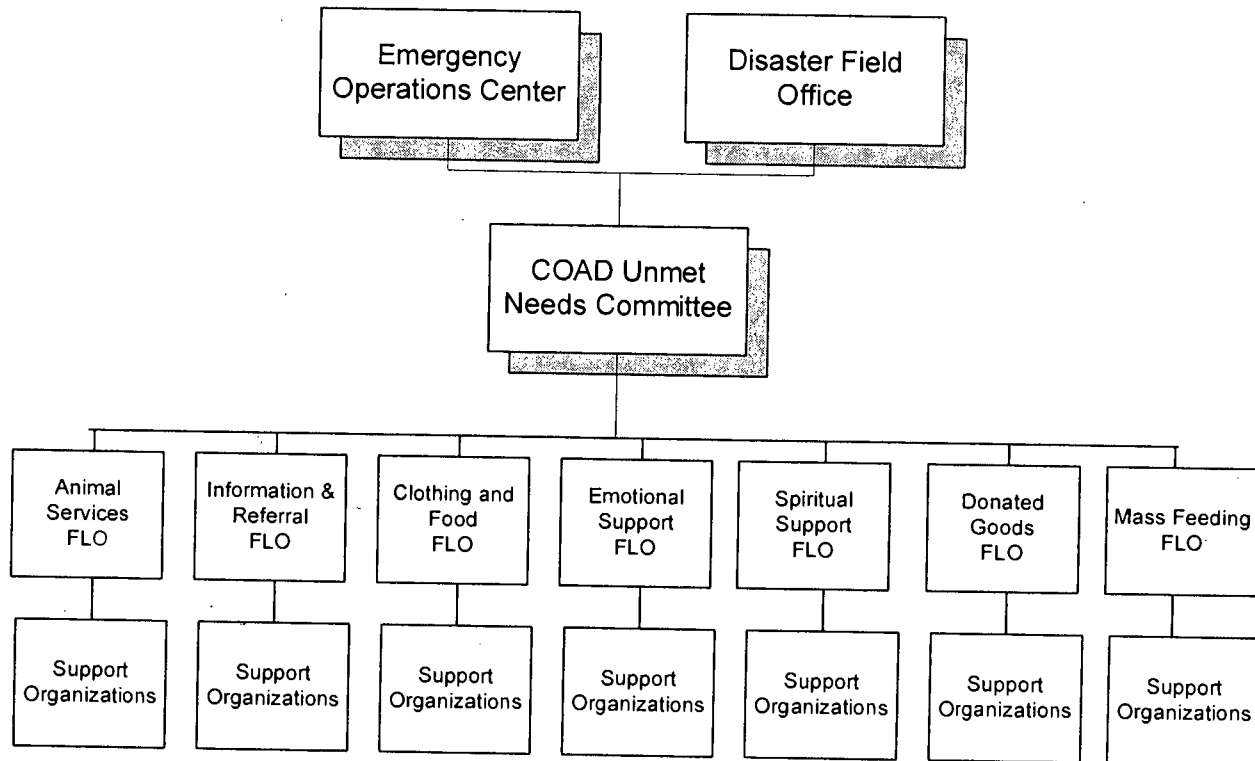 Emergency
Operations Center
Disaster Field
Office
COAD Unmet
Needs Committee
Animal
Services
FLO
Information &
Referral
FLO
Clothing and
Food
FLO
Emotional
Support
FLO
Spiritual
Support
FLO
Donated
Goods
FLO
Mass Feeding
FLO
Support
Organizations
Support
Organizations
Support
Organizations
Support
Organizations
Support
Organizations
Support
Organizations
Support
Organizations